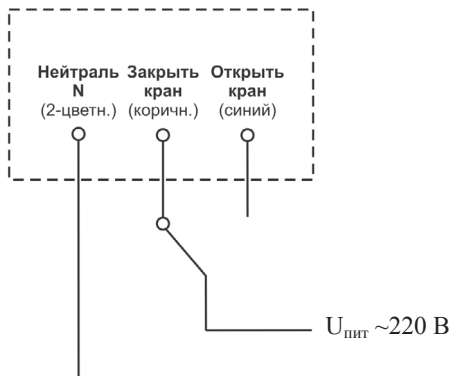 Нейтраль Закрыть Открыть
N кран кран
(2-цветн.) (коричн.) (синий)
Uпит ~220 В